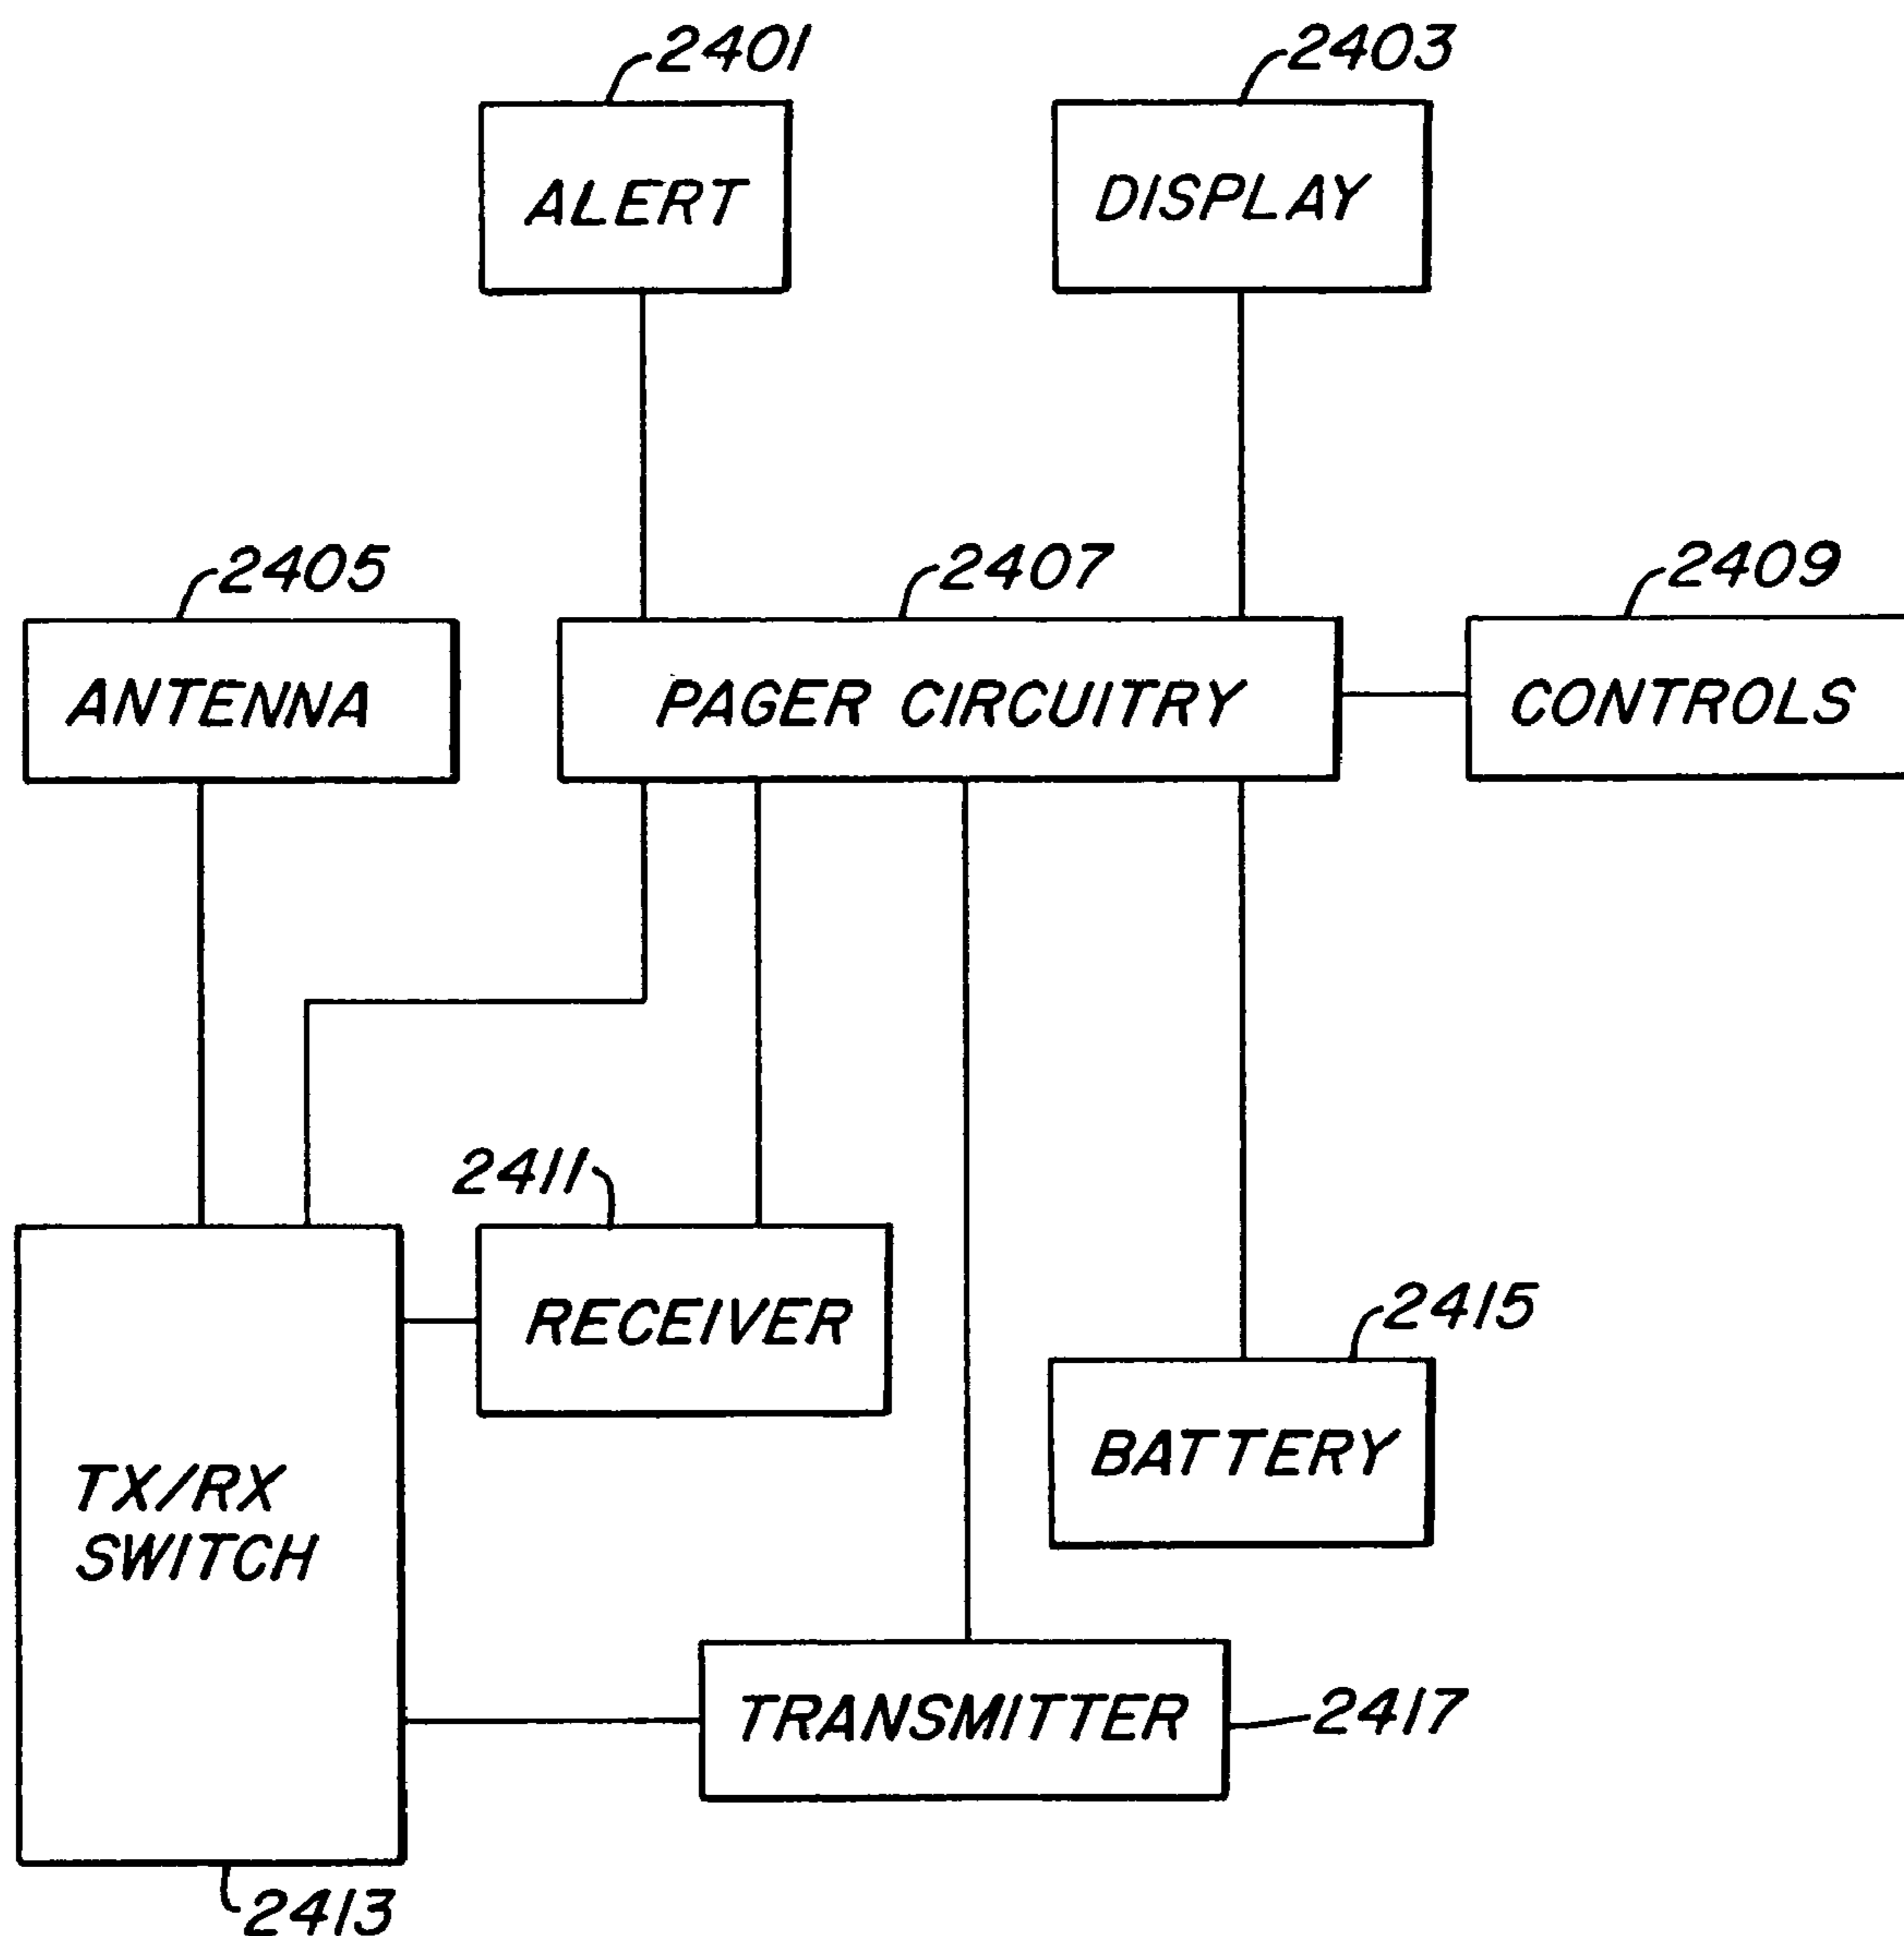 2401
2403
ALERT
DISPLAY
2405
2407
2409
ANTENNA
PAGER CIRCUITRY
CONTROLS
2411
RECEIVER
2415
BATTERY
TX/RX
SWITCH
TRANSMITTER
2417
2413